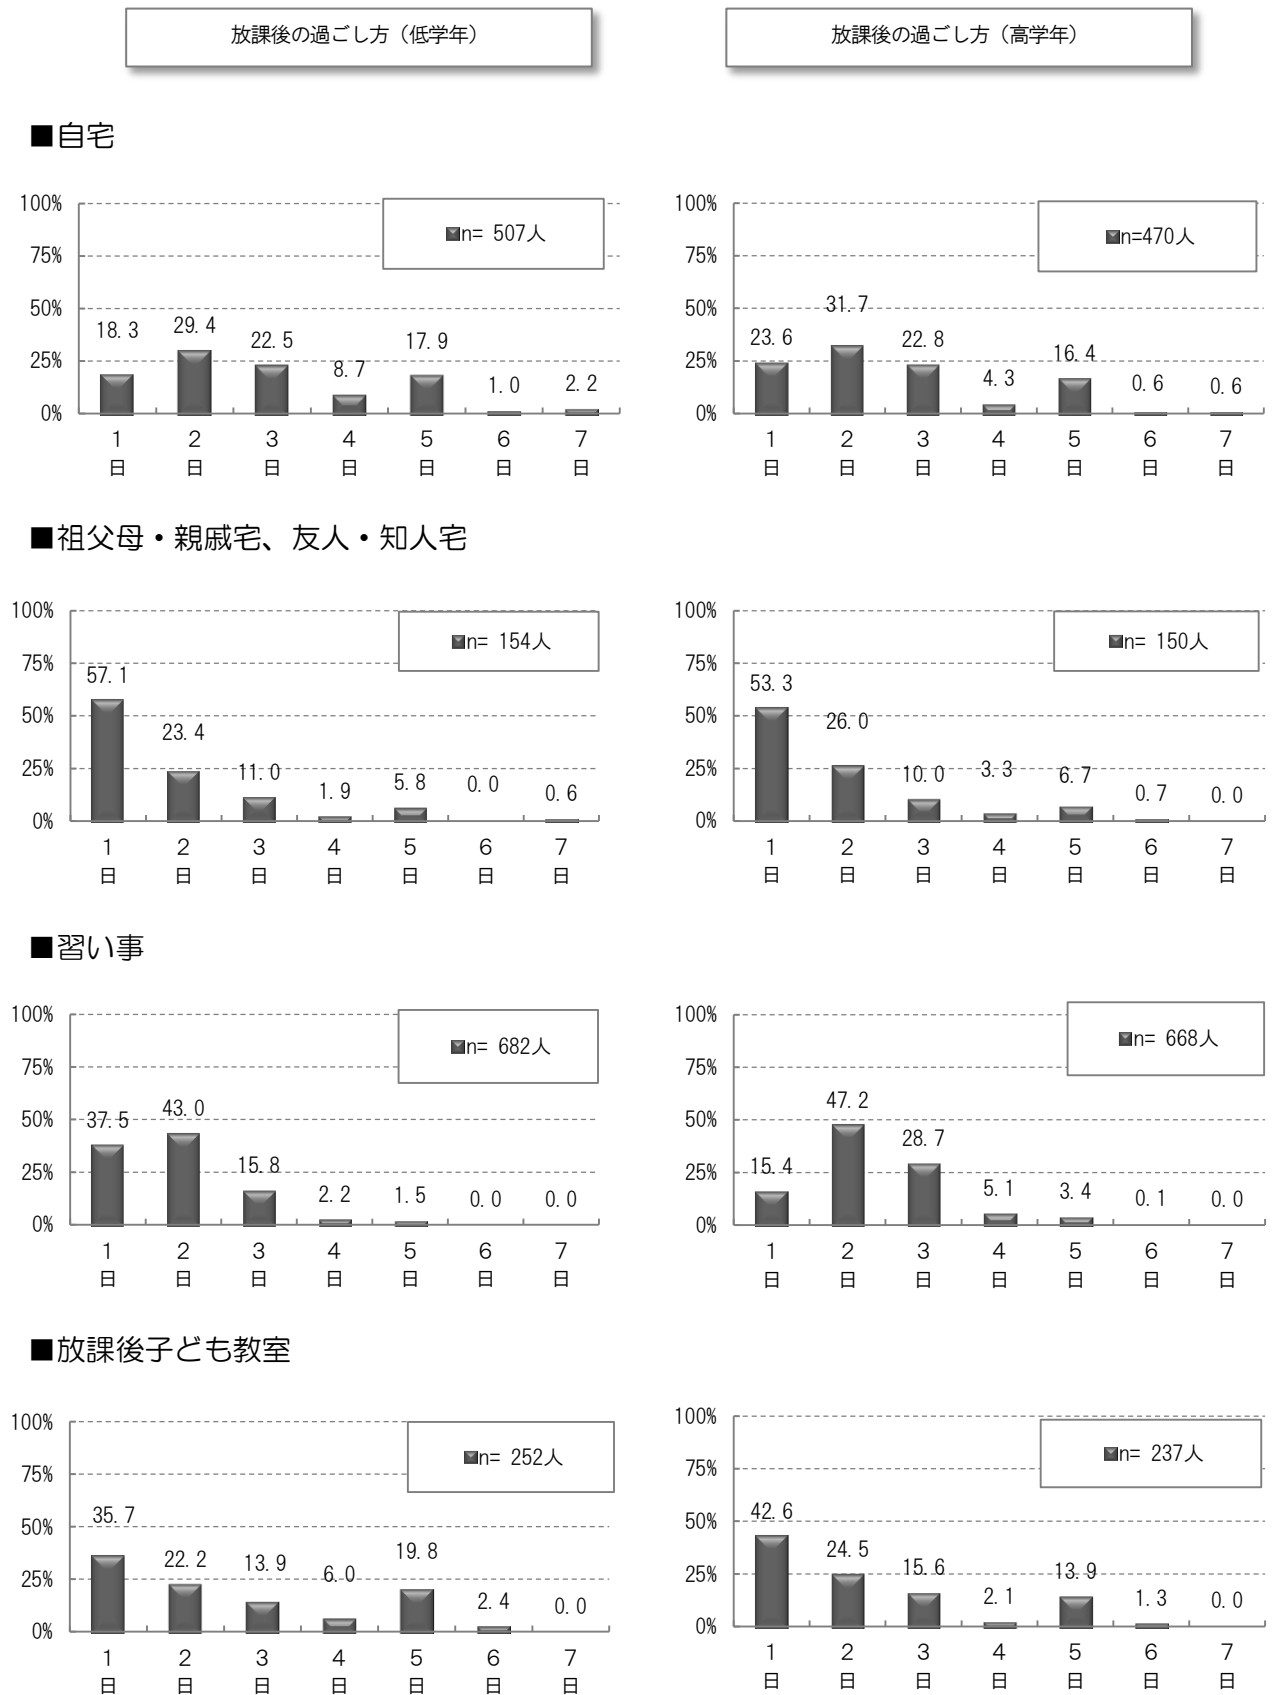 放課後の過ごし方（低学年）
放課後の過ごし方（高学年）
■自宅
100%
75%
50%
25%
0%
n= 507人
18.3
29.4
22.5
8.7
17.9
1.0
2.2
1日
2日
3日
4日
5日
6日
7日
100%
75%
50%
25%
0%
n=470人
23.6
31.7
22.8
4.3
16.4
0.6
0.6
1日
2日
3日
4日
5日
6日
7日
■祖父母・親戚宅、友人・知人宅
100%
75%
50%
25%
0%
n= 154人
57.1
23.4
11.0
1.9
5.8
0.0
0.6
1日
2日
3日
4日
5日
6日
7日
100%
75%
50%
25%
0%
n= 150人
53.3
26.0
10.0
3.3
6.7
0.7
0.0
1日
2日
3日
4日
5日
6日
7日
■習い事
100%
75%
50%
25%
0%
n= 682人
37.5
43.0
15.8
2.2
1.5
0.0
0.0
1日
2日
3日
4日
5日
6日
7日
100%
75%
50%
25%
0%
n= 668人
15.4
47.2
28.7
5.1
3.4
0.1
0.0
1日
2日
3日
4日
5日
6日
7日
■放課後子ども教室
100%
75%
50%
25%
0%
n= 252人
35.7
22.2
13.9
6.0
19.8
2.4
0.0
1日
2日
3日
4日
5日
6日
7日
100%
75%
50%
25%
0%
n= 237人
42.6
24.5
15.6
2.1
13.9
1.3
0.0
1日
2日
3日
4日
5日
6日
7日